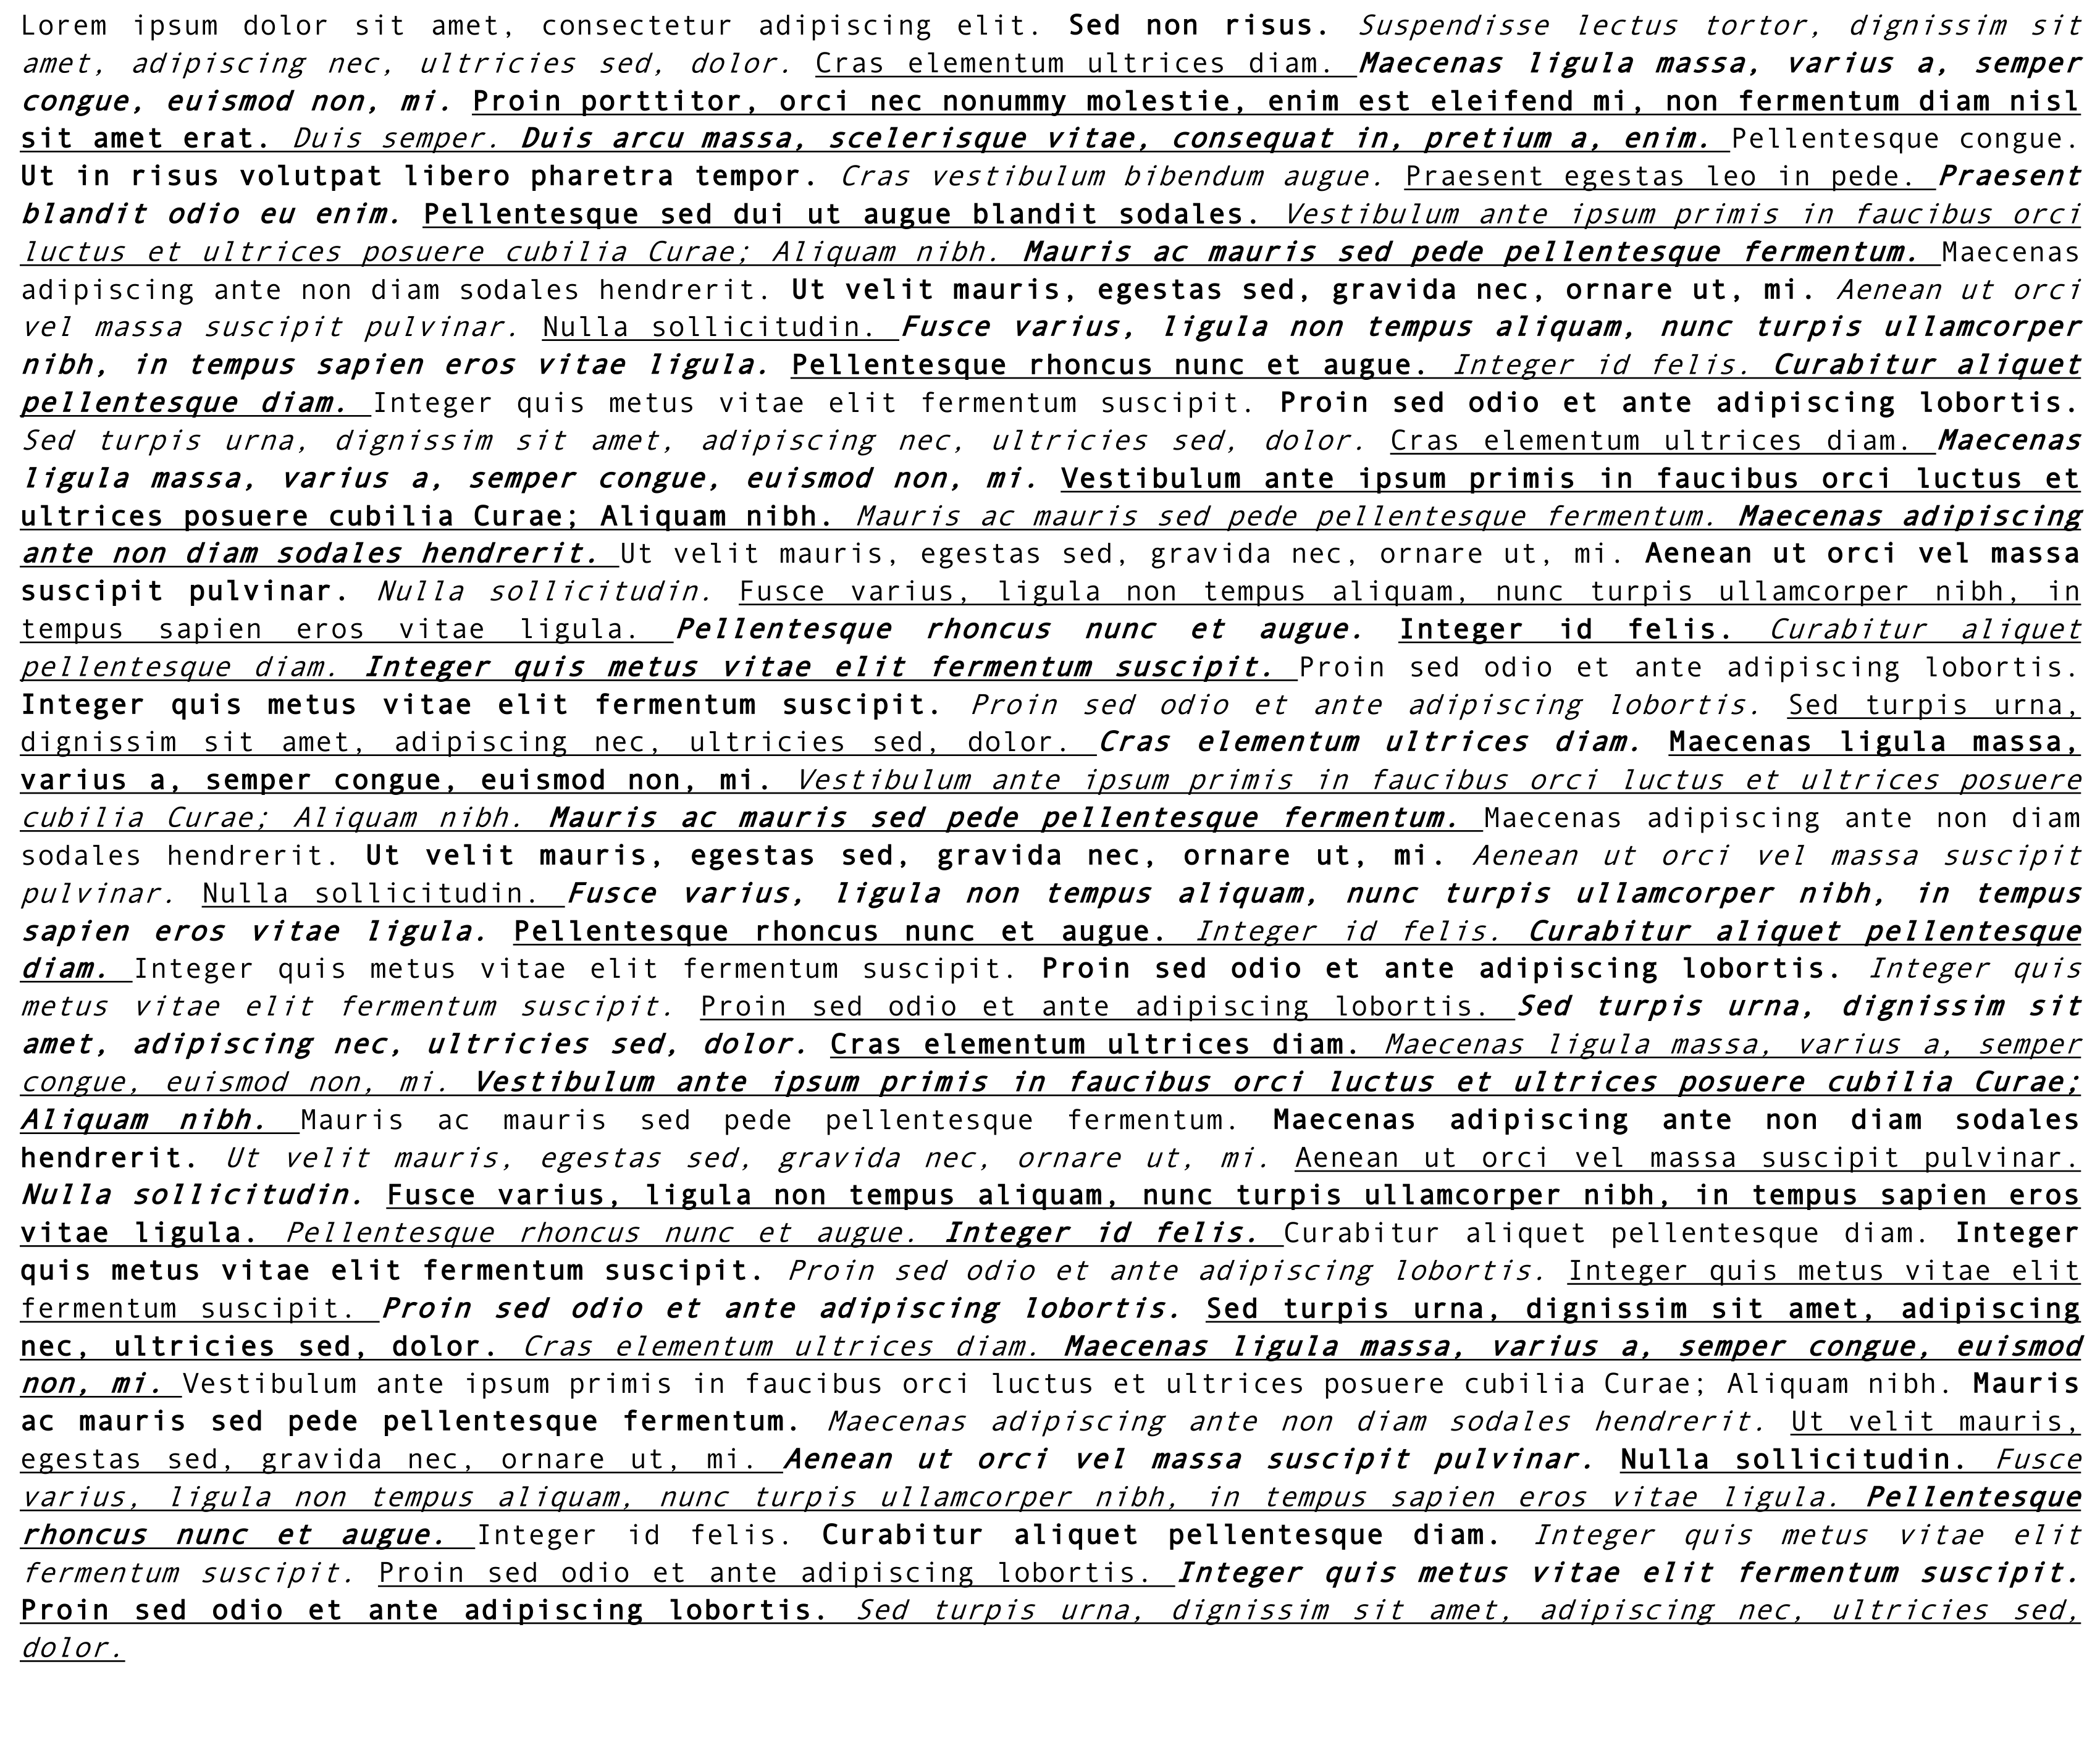 Lorem ipsum dolor sit amet, consectetur adipiscing elit. Sed non risus. Suspendisse lectus tortor, dignissim sit
amet, adipiscing nec, ultricies sed, dolor. Cras elementum ultrices diam. Maecenas ligula massa, varius a, semper
congue, euismod non, mi. Proin porttitor, orci nec nonummy molestie, enim est eleifend mi, non fermentum diam nisl
sit amet erat. Duis semper. Duis arcu massa, scelerisque vitae, consequat in, pretium a, enim. Pellentesque congue.
Ut in risus volutpat libero pharetra tempor. Cras vestibulum bibendum augue. Praesent egestas leo in pede. Praesent
blandit odio eu enim. Pellentesque sed dui ut augue blandit sodales. Vestibulum ante ipsum primis in faucibus orci
luctus et ultrices posuere cubilia Curae; Aliquam nibh. Mauris ac mauris sed pede pellentesque fermentum. Maecenas
adipiscing ante non diam sodales hendrerit. Ut velit mauris, egestas sed, gravida nec, ornare ut, mi. Aenean ut orci
vel massa suscipit pulvinar. Nulla sollicitudin. Fusce varius, ligula non tempus aliquam, nunc turpis ullamcorper
nibh, in tempus sapien eros vitae ligula. Pellentesque rhoncus nunc et augue. Integer id felis. Curabitur aliquet
pellentesque diam. Integer quis metus vitae elit fermentum suscipit. Proin sed odio et ante adipiscing lobortis.
Sed turpis urna, dignissim sit amet, adipiscing nec, ultricies sed, dolor. Cras elementum ultrices diam. Maecenas
ligula massa, varius a, semper congue, euismod non, mi. Vestibulum ante ipsum primis in faucibus orci luctus et
ultrices posuere cubilia Curae; Aliquam nibh. Mauris ac mauris sed pede pellentesque fermentum. Maecenas adipiscing
ante non diam sodales hendrerit. Ut velit mauris, egestas sed, gravida nec, ornare ut, mi. Aenean ut orci vel massa
suscipit pulvinar. Nulla sollicitudin. Fusce varius, ligula non tempus aliquam, nunc turpis ullamcorper nibh, in
tempus sapien eros vitae ligula. Pellentesque rhoncus nunc et augue. Integer id felis. Curabitur aliquet
pellentesque diam. Integer quis metus vitae elit fermentum suscipit. Proin sed odio et ante adipiscing lobortis.
Integer quis metus vitae elit fermentum suscipit. Proin sed odio et ante adipiscing lobortis. Sed turpis urna,
dignissim sit amet, adipiscing nec, ultricies sed, dolor. Cras elementum ultrices diam. Maecenas ligula massa,
varius a, semper congue, euismod non, mi. Vestibulum ante ipsum primis in faucibus orci luctus et ultrices posuere
cubilia Curae; Aliquam nibh. Mauris ac mauris sed pede pellentesque fermentum. Maecenas adipiscing ante non diam
sodales hendrerit. Ut velit mauris, egestas sed, gravida nec, ornare ut, mi. Aenean ut orci vel massa suscipit
pulvinar. Nulla sollicitudin. Fusce varius, ligula non tempus aliquam, nunc turpis ullamcorper nibh, in tempus
sapien eros vitae ligula. Pellentesque rhoncus nunc et augue. Integer id felis. Curabitur aliquet pellentesque
diam. Integer quis metus vitae elit fermentum suscipit. Proin sed odio et ante adipiscing lobortis. Integer quis
metus vitae elit fermentum suscipit. Proin sed odio et ante adipiscing lobortis. Sed turpis urna, dignissim sit
amet, adipiscing nec, ultricies sed, dolor. Cras elementum ultrices diam. Maecenas ligula massa, varius a, semper
congue, euismod non, mi. Vestibulum ante ipsum primis in faucibus orci luctus et ultrices posuere cubilia Curae;
Aliquam nibh. Mauris ac mauris sed pede pellentesque fermentum. Maecenas adipiscing ante non diam sodales
hendrerit. Ut velit mauris, egestas sed, gravida nec, ornare ut, mi. Aenean ut orci vel massa suscipit pulvinar.
Nulla sollicitudin. Fusce varius, ligula non tempus aliquam, nunc turpis ullamcorper nibh, in tempus sapien eros
vitae ligula. Pellentesque rhoncus nunc et augue. Integer id felis. Curabitur aliquet pellentesque diam. Integer
quis metus vitae elit fermentum suscipit. Proin sed odio et ante adipiscing lobortis. Integer quis metus vitae elit
fermentum suscipit. Proin sed odio et ante adipiscing lobortis. Sed turpis urna, dignissim sit amet, adipiscing
nec, ultricies sed, dolor. Cras elementum ultrices diam. Maecenas ligula massa, varius a, semper congue, euismod
non, mi. Vestibulum ante ipsum primis in faucibus orci luctus et ultrices posuere cubilia Curae; Aliquam nibh. Mauris
ac mauris sed pede pellentesque fermentum. Maecenas adipiscing ante non diam sodales hendrerit. Ut velit mauris,
egestas sed, gravida nec, ornare ut, mi. Aenean ut orci vel massa suscipit pulvinar. Nulla sollicitudin. Fusce
varius, ligula non tempus aliquam, nunc turpis ullamcorper nibh, in tempus sapien eros vitae ligula. Pellentesque
rhoncus nunc et augue. Integer id felis. Curabitur aliquet pellentesque diam. Integer quis metus vitae elit
fermentum suscipit. Proin sed odio et ante adipiscing lobortis. Integer quis metus vitae elit fermentum suscipit.
Proin sed odio et ante adipiscing lobortis. Sed turpis urna, dignissim sit amet, adipiscing nec, ultricies sed,
dolor.